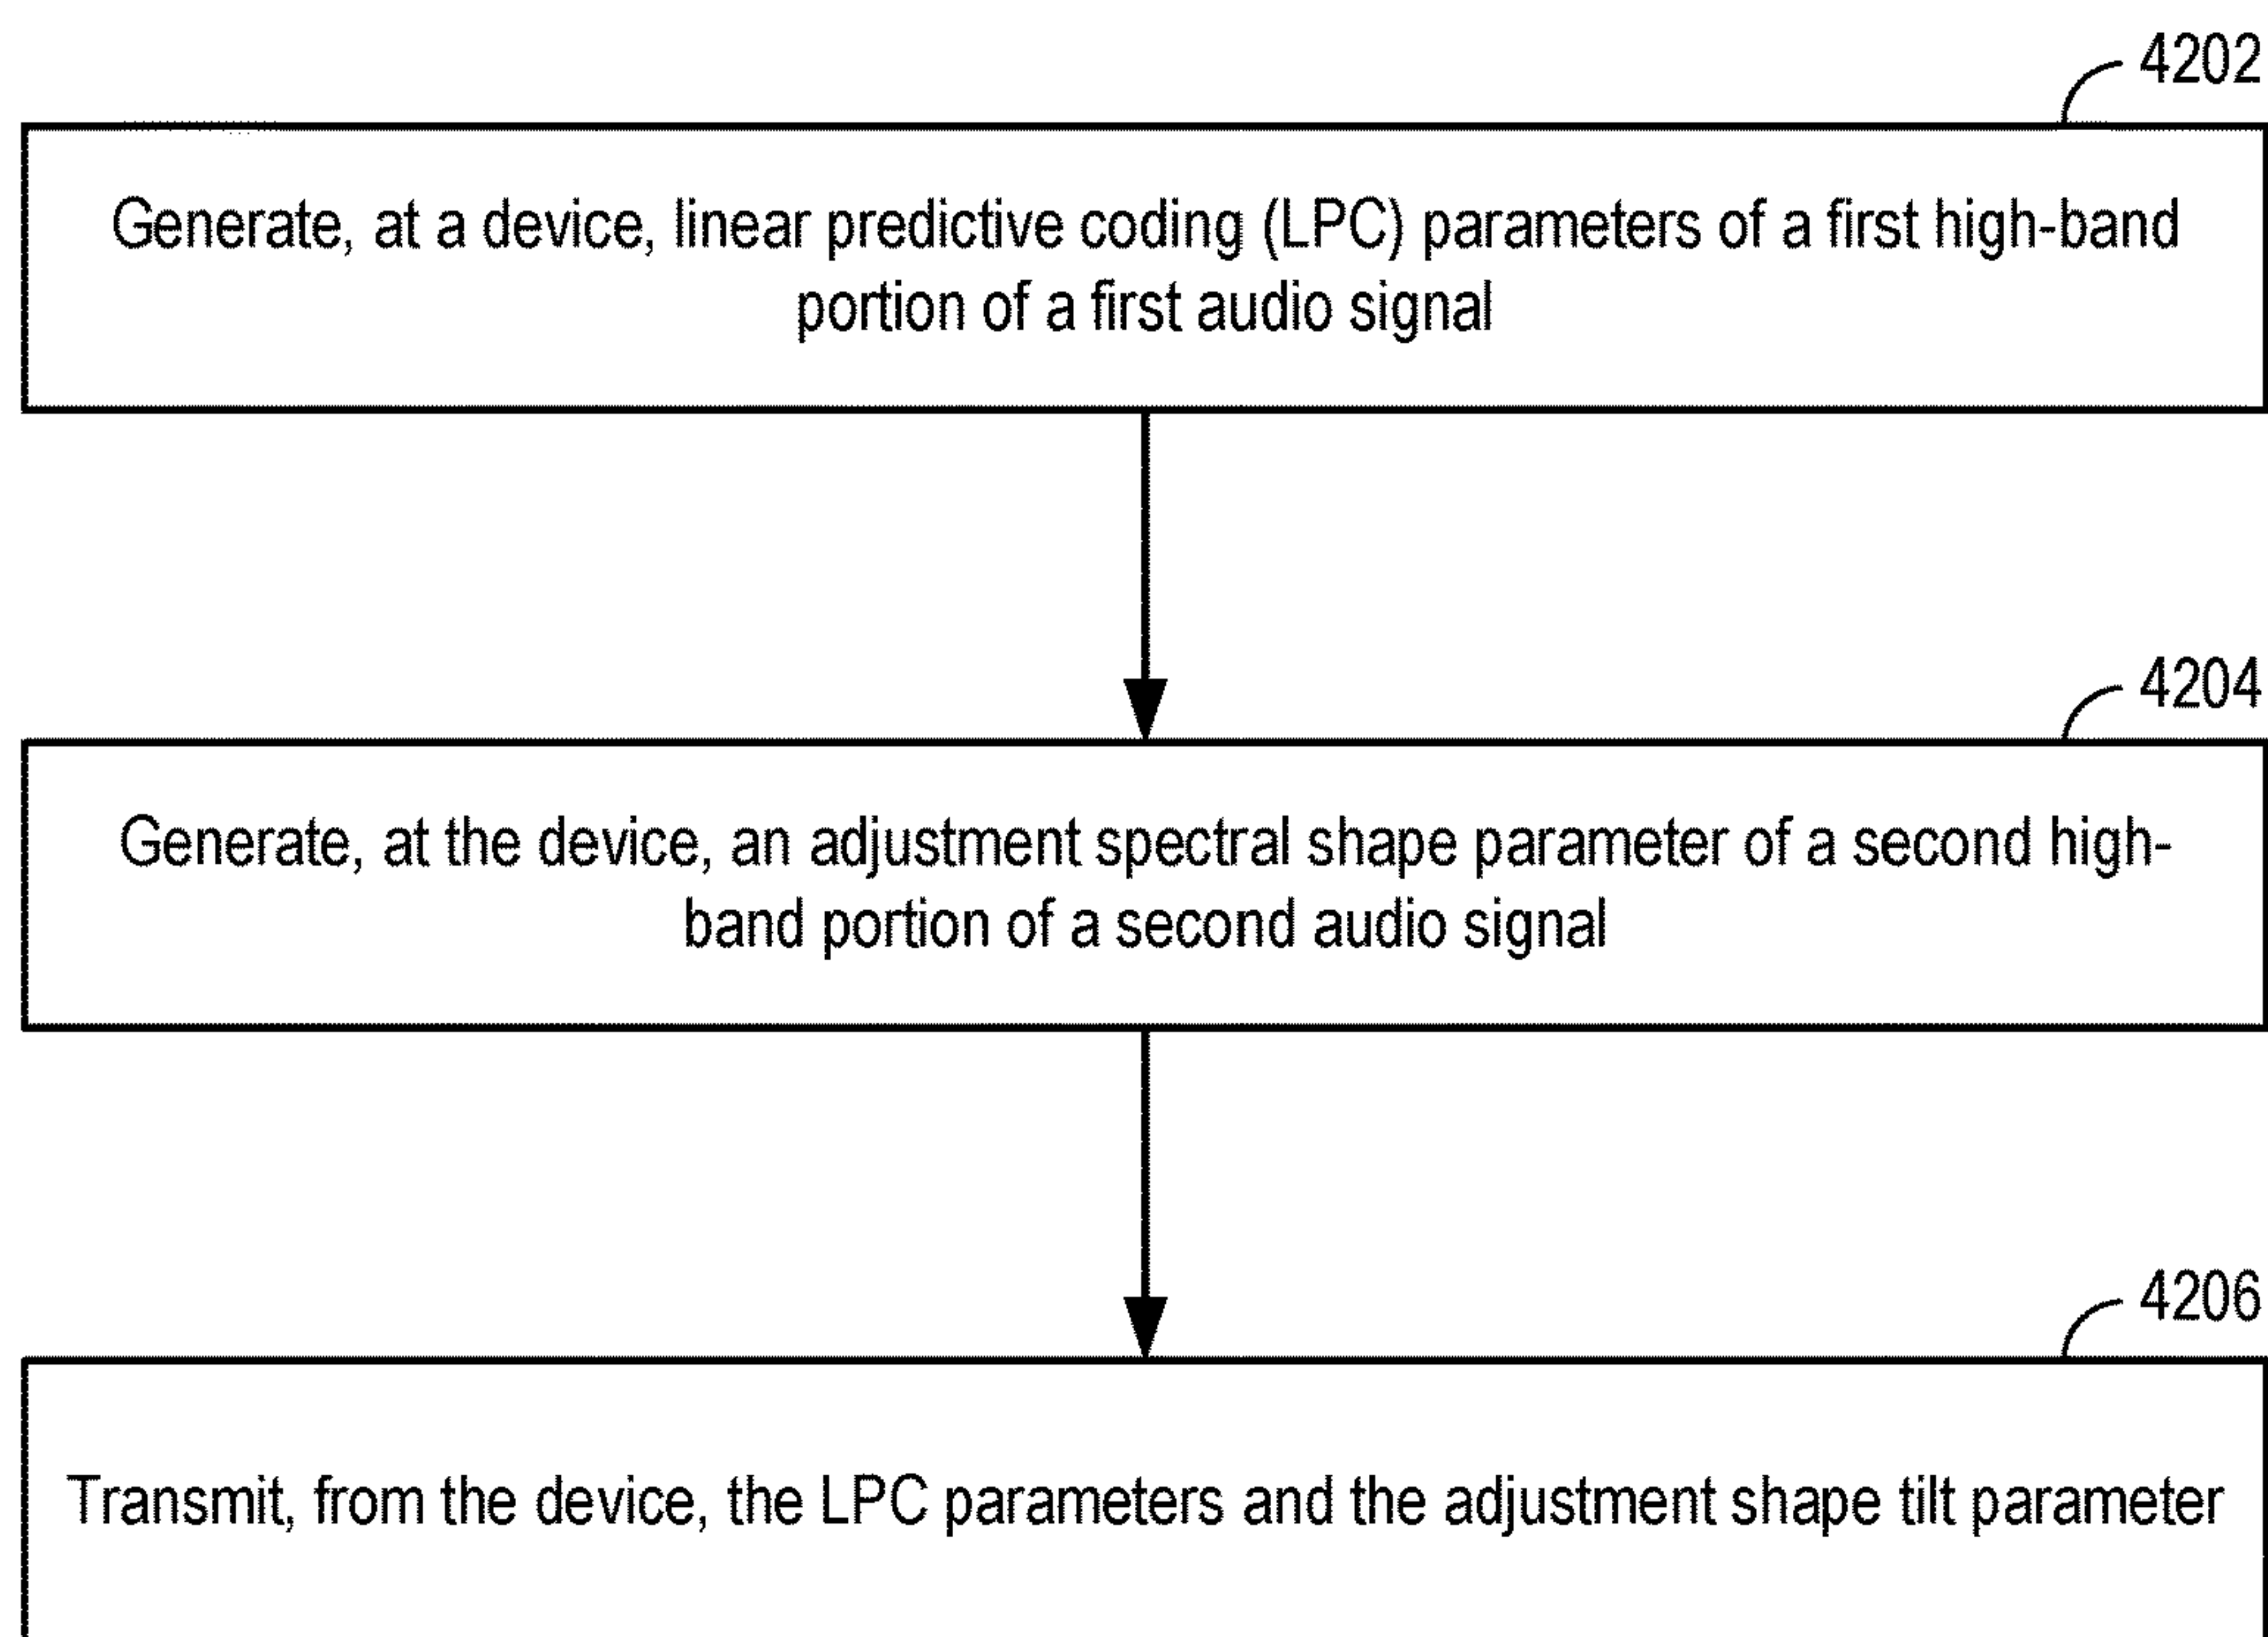 4202
Generate, at a device, linear predictive coding (LPC) parameters of a first high-band
portion of a first audio signal
4204
Generate, at the device, an adjustment spectral shape parameter of a second high-
band portion of a second audio signal
4206
Transmit, from the device, the LPC parameters and the adjustment shape tilt parameter